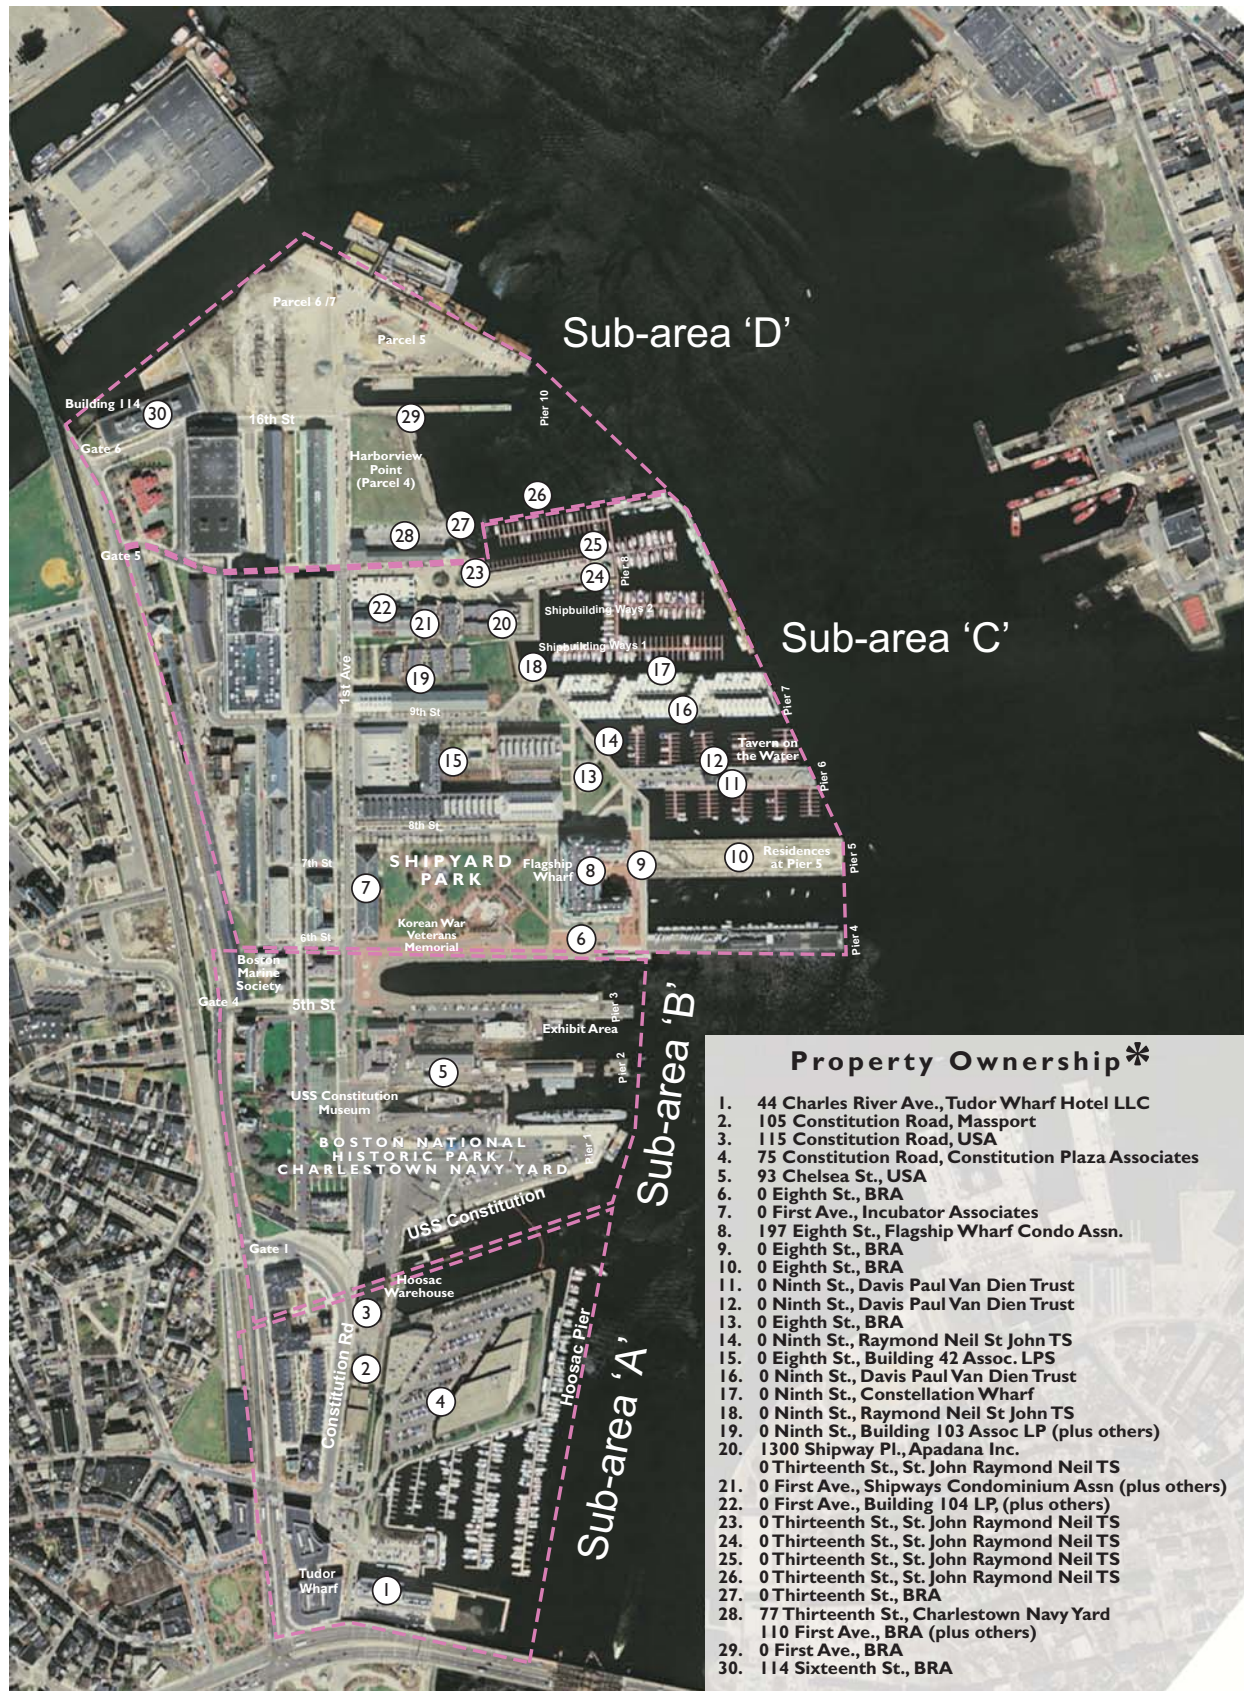 Parcel 6 /7
Parcel 5
Sub-area ‘D’
Building 114
30
16th St
29
Pier 10
Gate 6
Harborview
Point
(Parcel 4)
26
27
28
25
Gate 5
23
24
Pier 8
22
21
20
Shipbuilding Ways 2
Sub-area ‘C’
Shipbuilding Ways 1
18
17
19
1st Ave
9th St
16
Pier 7
14
Tavern on
the Water
15
12
13
11
Pier 6
8th St
7th St
SHIPYARD
PARK
Flagship
Wharf
8
9
10
Residences
at Pier 5
Pier 5
7
Korean War
Veterans
Memorial
6th St
6
Pier 4
Boston
Marine
Society
Gate 4
5th St
Pier 3
Exhibit Area
Sub-area ‘B’
Pier 2
5
USS Constitution
Museum
BOSTON NATIONAL
HISTORIC PARK /
CHARLESTOWN NAVY YARD
Pier 1
USS Constitution
Gate 1
Hoosac
Warehouse
3
Constitution Rd
2
4
Hoosac Pier
Sub-area ‘A’
Tudor
Wharf
1
Property Ownership*
1. 44 Charles River Ave., Tudor Wharf Hotel LLC
2. 105 Constitution Road, Massport
3. 115 Constitution Road, USA
4. 75 Constitution Road, Constitution Plaza Associates
5. 93 Chelsea St., USA
6. 0 Eighth St., BRA
7. 0 First Ave., Incubator Associates
8. 197 Eighth St., Flagship Wharf Condo Assn.
9. 0 Eighth St., BRA
10. 0 Eighth St., BRA
11. 0 Ninth St., Davis Paul Van Dien Trust
12. 0 Ninth St., Davis Paul Van Dien Trust
13. 0 Eighth St., BRA
14. 0 Ninth St., Raymond Neil St John TS
15. 0 Eighth St., Building 42 Assoc. LPS
16. 0 Ninth St., Davis Paul Van Dien Trust
17. 0 Ninth St., Constellation Wharf
18. 0 Ninth St., Raymond Neil St John TS
19. 0 Ninth St., Building 103 Assoc LP (plus others)
20. 1300 Shipway Pl., Apadana Inc.
0 Thirteenth St., St. John Raymond Neil TS
21. 0 First Ave., Shipways Condominium Assn (plus others)
22. 0 First Ave., Building 104 LP, (plus others)
23. 0 Thirteenth St., St. John Raymond Neil TS
24. 0 Thirteenth St., St. John Raymond Neil TS
25. 0 Thirteenth St., St. John Raymond Neil TS
26. 0 Thirteenth St., St. John Raymond Neil TS
27. 0 Thirteenth St., BRA
28. 77 Thirteenth St., Charlestown Navy Yard
110 First Ave., BRA (plus others)
29. 0 First Ave., BRA
30. 114 Sixteenth St., BRA